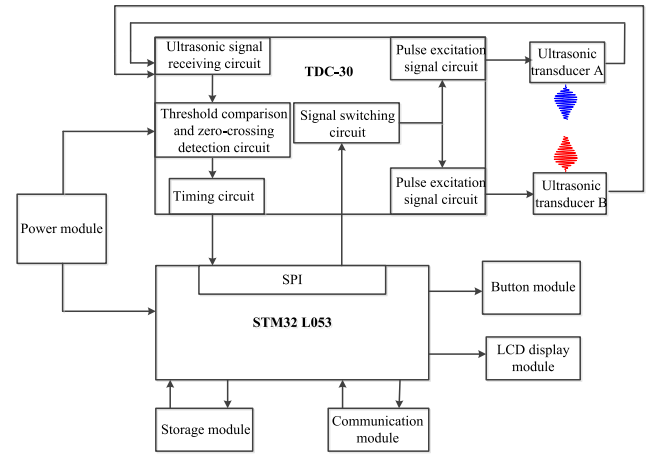 Ultrasonic signal
receiving circuit
TDC-30
Pulse excitation
signal circuit
Ultrasonic
transducer A
Threshold comparison
and zero-crossing
detection circuit
Signal switching
circuit
Timing circuit
Pulse excitation
signal circuit
Ultrasonic
transducer B
Power module
SPI
STM32 L053
Button module
LCD display
module
Storage module
Communication
module